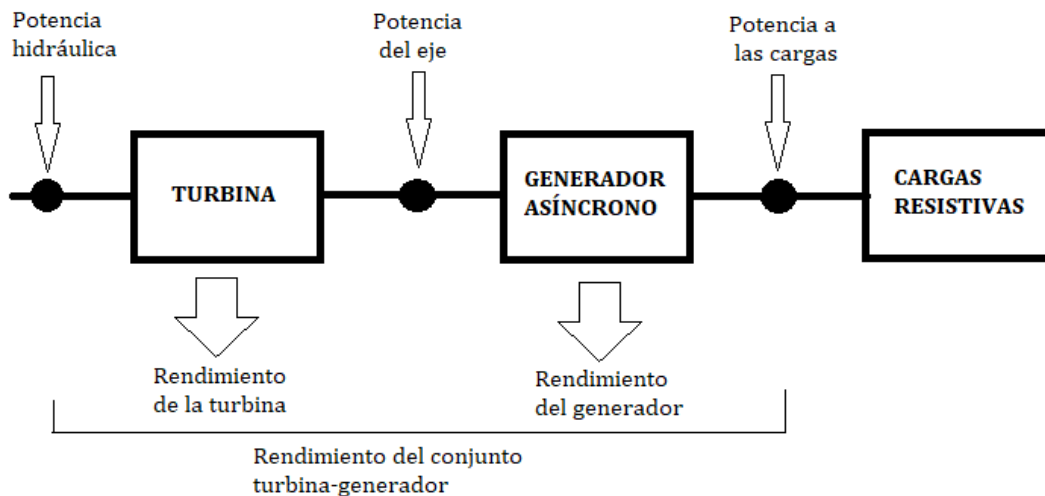 Potencia
hidráulica
Potencia
del eje
Potencia a
las cargas
TURBINA
GENERADOR
ASÍNCRONO
CARGAS
RESISTIVAS
Rendimiento
de la turbina
Rendimiento
del generador
Rendimiento del conjunto
turbina-generador